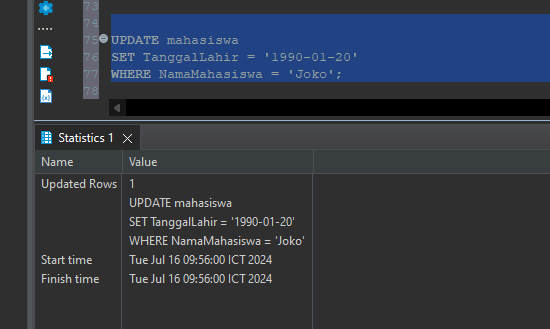 73
74
75 UPDATE mahasiswa
76 SET TanggalLahir = '1990-01-20'
77 WHERE NamaMahasiswa = 'Joko';
78
Statistics 1
Name Value
Updated Rows 1
UPDATE mahasiswa
SET TanggalLahir = '1990-01-20'
WHERE NamaMahasiswa = 'Joko'
Start time Tue Jul 16 09:56:00 ICT 2024
Finish time Tue Jul 16 09:56:00 ICT 2024